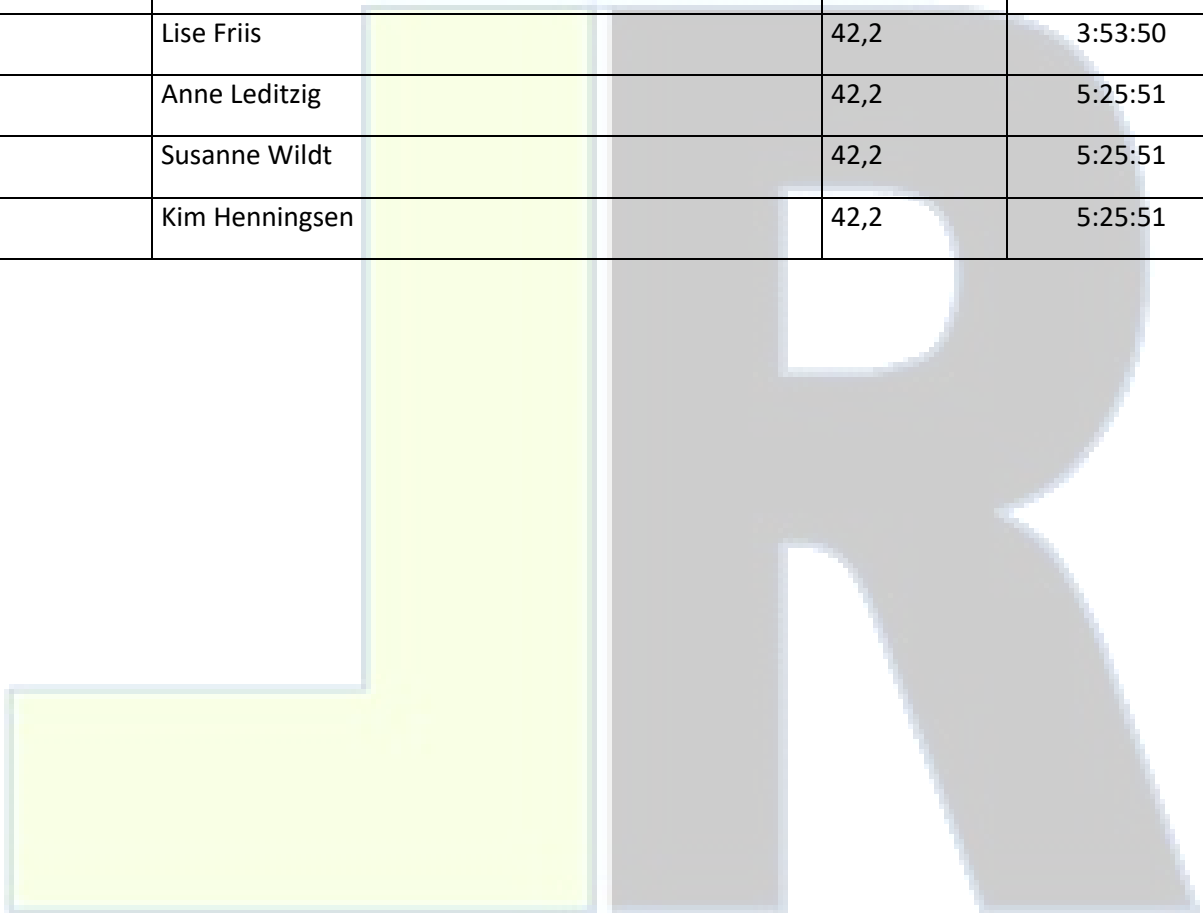 Lise Friis 42,2 3:53:50
Anne Leditzig 42,2 5:25:51
Susanne Wildt 42,2 5:25:51
Kim Henningsen 42,2 5:25:51
JR